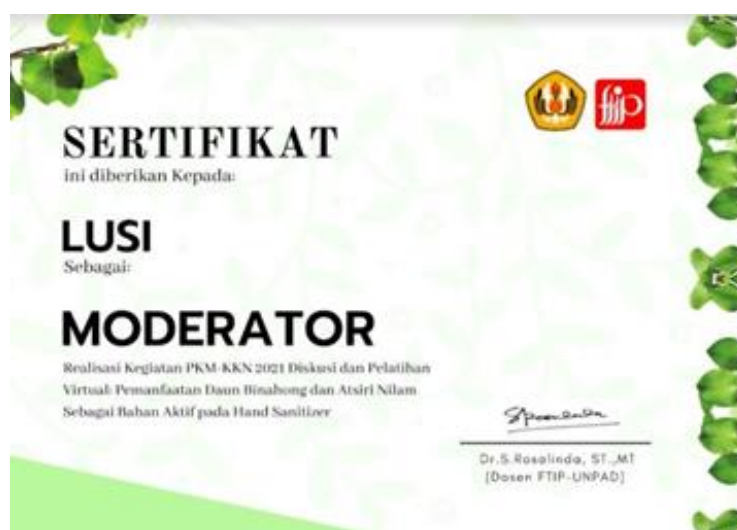 ftip
SERTIFIKAT
ini diberikan Kepada:
LUSI
Sebagai:
MODERATOR
Realisasi Kegiatan PKM-KKN 2021 Diskusi dan Pelatihan
Virtual: Pemanfaatan Daun Binahong dan Atsiri Nilam
Sebagai Bahan Aktif pada Hand Sanitizer
Dr.S.Rosalinda, ST.,MT
[Dosen FTIP-UNPAD]